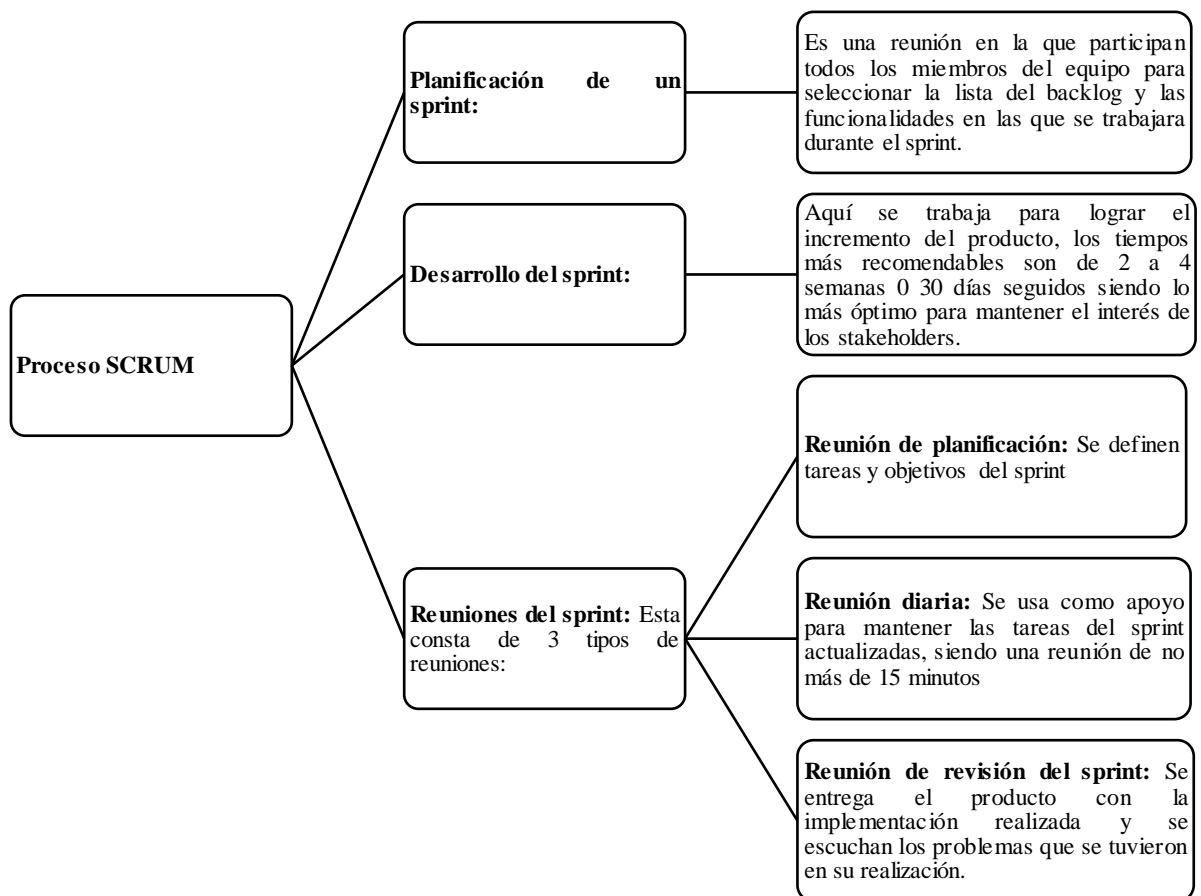 Proceso SCRUM
Planificación de un
sprint:
Es una reunión en la que participan
todos los miembros del equipo para
seleccionar la lista del backlog y las
funcionalidades en las que se trabajara
durante el sprint.
Desarrollo del sprint:
Aquí se trabaja para lograr el
incremento del producto, los tiempos
más recomendables son de 2 a 4
semanas 0 30 días seguidos siendo lo
más óptimo para mantener el interés de
los stakeholders.
Reuniones del sprint: Esta
consta de 3 tipos de
reuniones:
Reunión de planificación: Se definen
tareas y objetivos del sprint
Reunión diaria: Se usa como apoyo
para mantener las tareas del sprint
actualizadas, siendo una reunión de no
más de 15 minutos
Reunión de revisión del sprint: Se
entrega el producto con la
implementación realizada y se
escuchan los problemas que se tuvieron
en su realización.